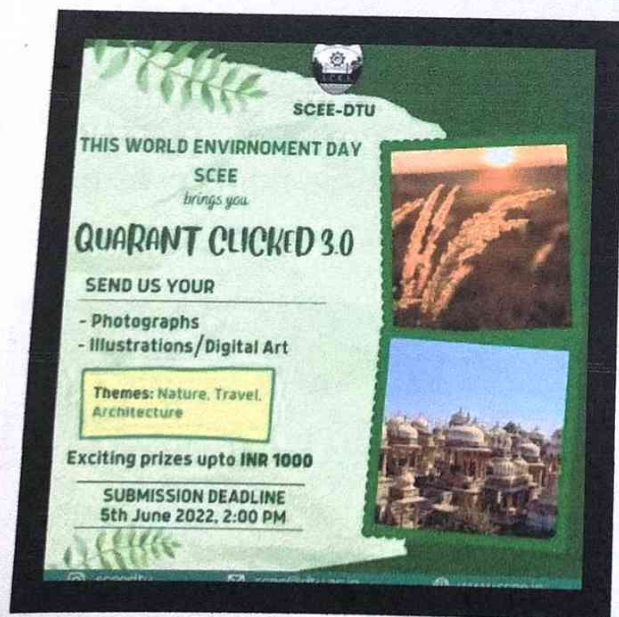 SCEE-DTU
THIS WORLD ENVIRNOMENT DAY
SCEE
brings you
QUARANT CLICKED 3.0
SEND US YOUR
- Photographs
- Illustrations/Digital Art
Themes: Nature, Travel,
Architecture
Exciting prizes upto INR 1000
SUBMISSION DEADLINE
5th June 2022, 2:00 PM